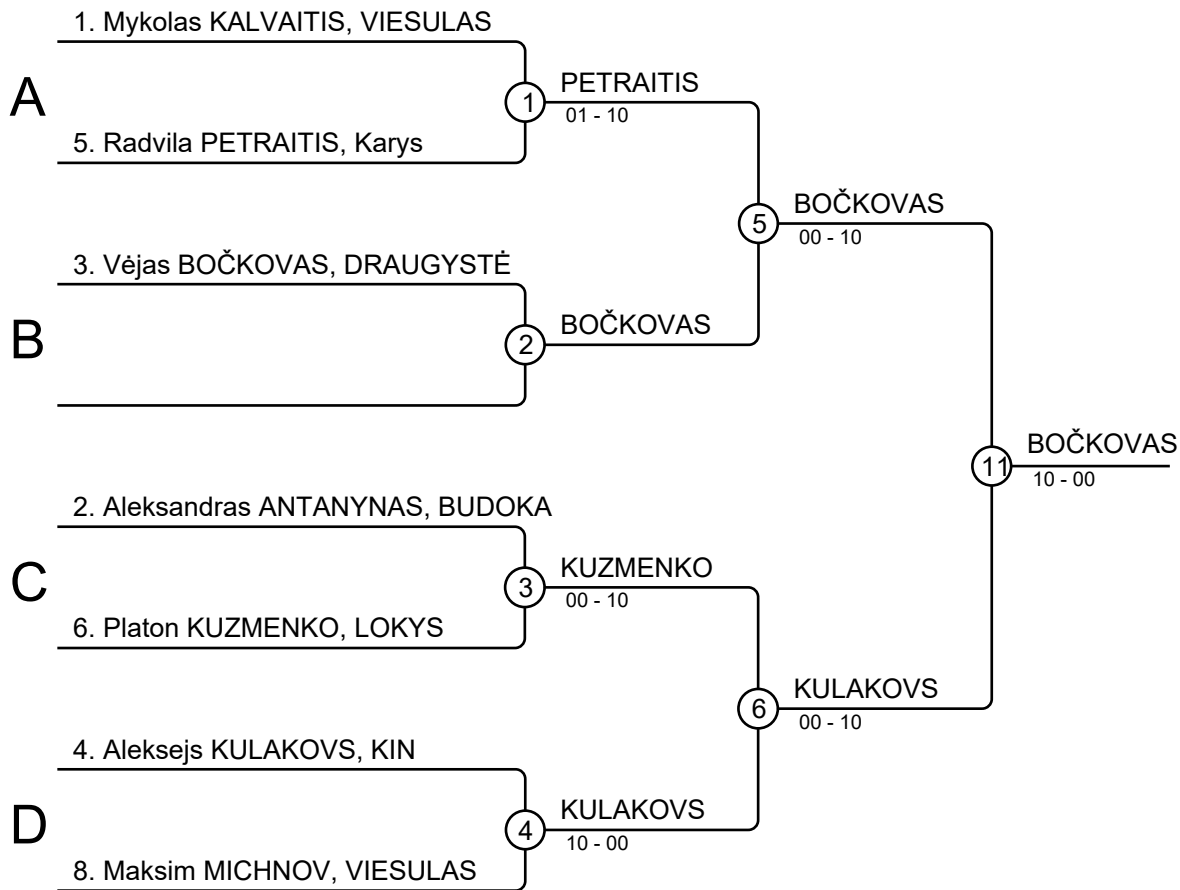 1. Mykolas KALVAITIS, VIESULAS
A
1
PETRAITIS
01 - 10
5. Radvila PETRAITIS, Karys
5
BOČKOVAS
00 - 10
3. Vėjas BOČKOVAS, DRAUGYSTĖ
B
2
BOČKOVAS
11
BOČKOVAS
10 - 00
2. Aleksandras ANTANYNAS, BUDOKA
C
3
KUZMENKO
00 - 10
6. Platon KUZMENKO, LOKYS
6
KULAKOVS
00 - 10
4. Aleksejs KULAKOVS, KIN
D
4
KULAKOVS
10 - 00
8. Maksim MICHNOV, VIESULAS